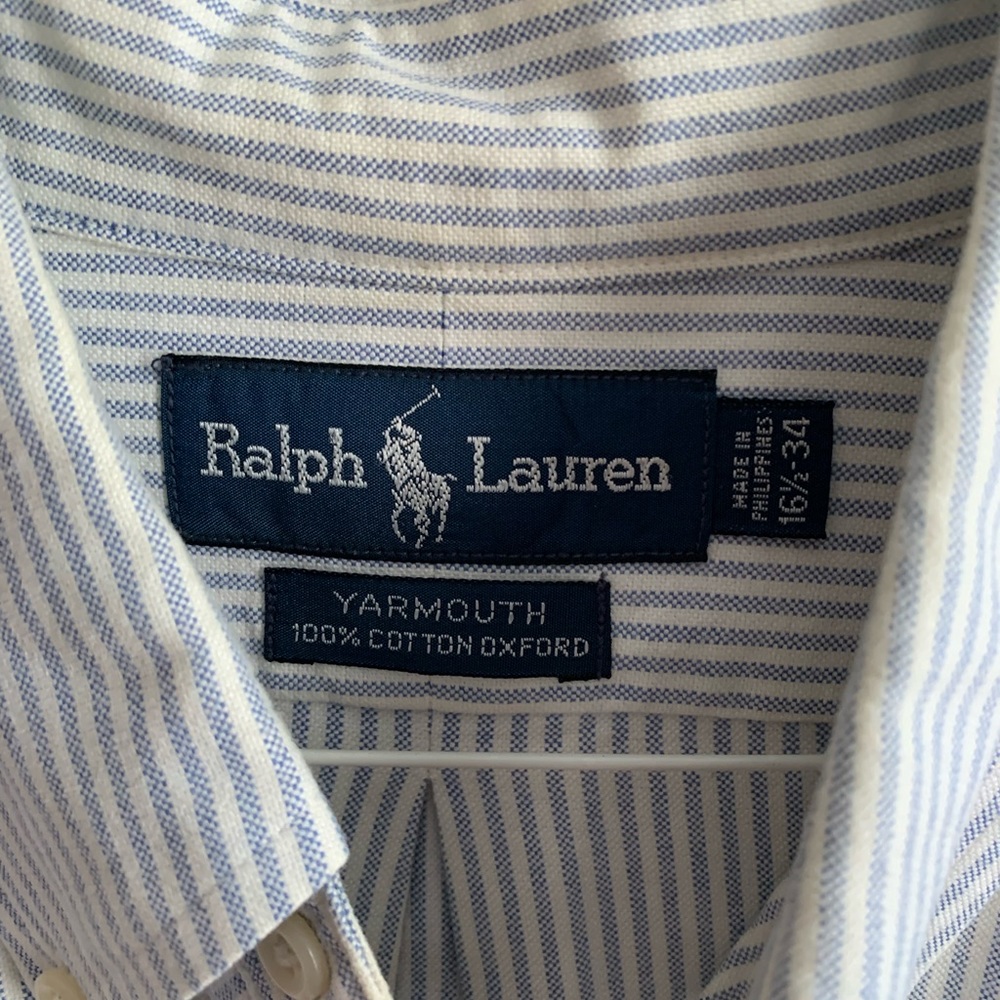 Ralph Lauren
MADE IN
PHILIPPINES
16½-34
YARMOUTH
100% COTTON OXFORD